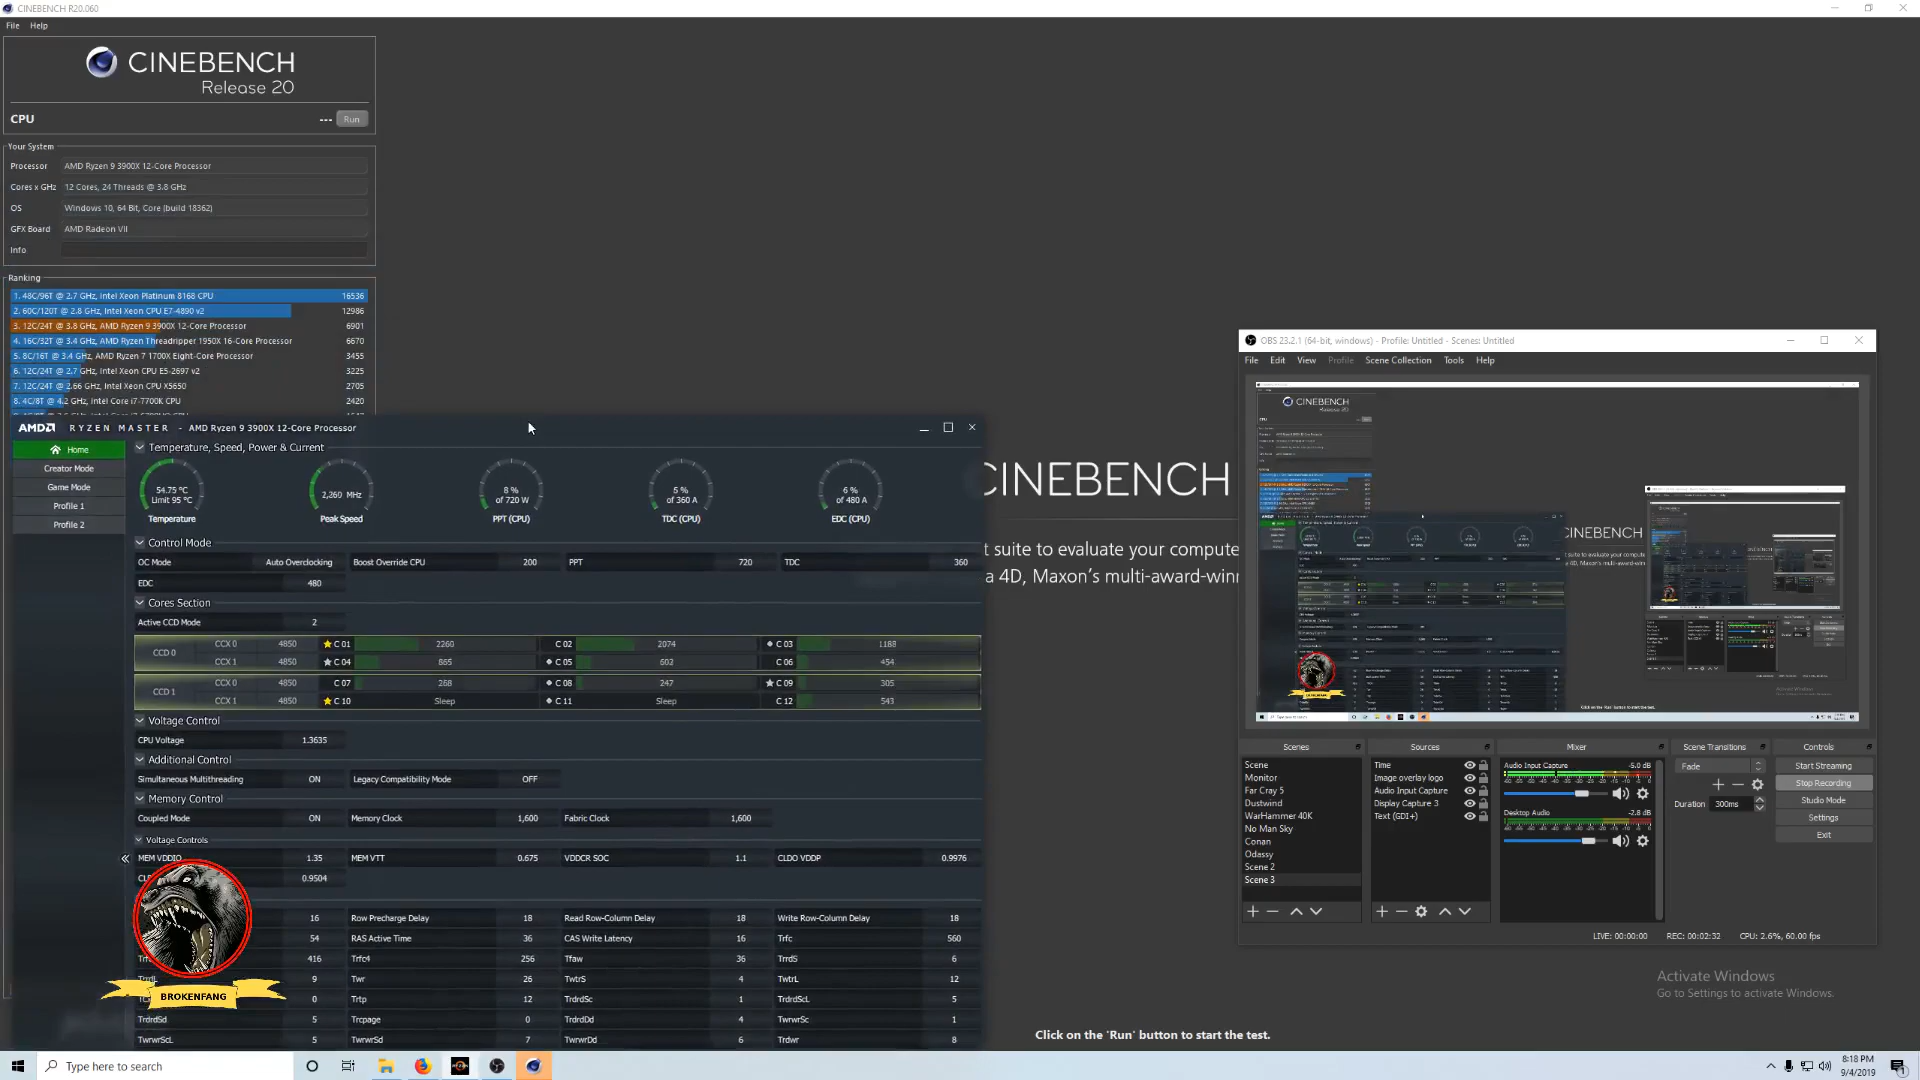 CINEBENCH R20.060
File Help
CINEBENCH
Release 20
CPU --- Run
Your System
Processor AMD Ryzen 9 3900X 12-Core Processor
Cores x GHz 12 Cores, 24 Threads @ 3.8 GHz
OS Windows 10, 64 Bit, Core (build 18362)
GFX Board AMD Radeon VII
Info
Ranking
1. 48C/96T @ 2.7 GHz, Intel Xeon Platinum 8168 CPU 16536
2. 60C/120T @ 2.8 GHz, Intel Xeon CPU E7-4890 v2 12986
3. 12C/24T @ 3.8 GHz, AMD Ryzen 9 3900X 12-Core Processor 6901
4. 16C/32T @ 3.4 GHz, AMD Ryzen Threadripper 1950X 16-Core Processor 6670
5. 8C/16T @ 3.4 GHz, AMD Ryzen 7 1700X Eight-Core Processor 3455
6. 12C/24T @ 2.7 GHz, Intel Xeon CPU E5-2697 v2 3225
7. 12C/24T @ 2.66 GHz, Intel Xeon CPU X5650 2705
8. 4C/8T @ 4.2 GHz, Intel Core i7-7700K CPU 2420
AMD RYZEN MASTER - AMD Ryzen 9 3900X 12-Core Processor
Home
Creator Mode
Game Mode
Profile 1
Profile 2
Temperature, Speed, Power & Current
54.75 °C Limit 95 °C Temperature
2,260 MHz Peak Speed
8 % of 720 W PPT (CPU)
5 % of 360 A TDC (CPU)
6 % of 480 A EDC (CPU)
Control Mode
OC Mode Auto Overclocking Boost Override CPU 200 PPT 720 TDC 360
EDC 480
Cores Section
Active CCD Mode 2
CCD 0 CCX 0 4850 C 01 2260 C 02 2074 C 03 1188
CCX 1 4850 C 04 865 C 05 602 C 06 454
CCD 1 CCX 0 4850 C 07 268 C 08 247 C 09 305
CCX 1 4850 C 10 Sleep C 11 Sleep C 12 543
Voltage Control
CPU Voltage 1.3635
Additional Control
Simultaneous Multithreading ON Legacy Compatibility Mode OFF
Memory Control
Coupled Mode ON Memory Clock 1,600 Fabric Clock 1,600
Voltage Controls
MEM VDDIO 1.35 MEM VTT 0.675 VDDCR SOC 1.1 CLDO VDDP 0.9976
0.9504
16 Row Precharge Delay 18 Read Row-Column Delay 18 Write Row-Column Delay 18
54 RAS Active Time 36 CAS Write Latency 16 Trfc 560
416 Trfc4 256 Tfaw 36 TrrdS 6
9 Twr 26 TwtrS 4 TwtrL 12
0 Trtp 12 TrdrdSc 1 TrdrdScL 5
TrdrdSd 5 Trcpage 0 TrdrdDd 4 TwrwrSc 1
TwrwrScL 5 TwrwrSd 7 TwrwrDd 6 Trdwr 8
BROKENFANG
CINEBENCH
t suite to evaluate your compute
a 4D, Maxon's multi-award-winn
Click on the 'Run' button to start the test.
OBS 23.2.1 (64-bit, windows) - Profile: Untitled - Scenes: Untitled
File Edit View Profile Scene Collection Tools Help
Scenes
Scene
Monitor
Far Cray 5
Dustwind
WarHammer 40K
No Man Sky
Conan
Odassy
Scene 2
Scene 3
Sources
Time
Image overlay logo
Audio Input Capture
Display Capture 3
Text (GDI+)
Mixer
Audio Input Capture -5.0 dB
Desktop Audio -2.8 dB
Scene Transitions
Fade
Duration 300ms
Controls
Start Streaming
Stop Recording
Studio Mode
Settings
Exit
LIVE: 00:00:00 REC: 00:02:32 CPU: 2.6%, 60.00 fps
Activate Windows
Go to Settings to activate Windows.
Type here to search
8:18 PM
9/4/2019